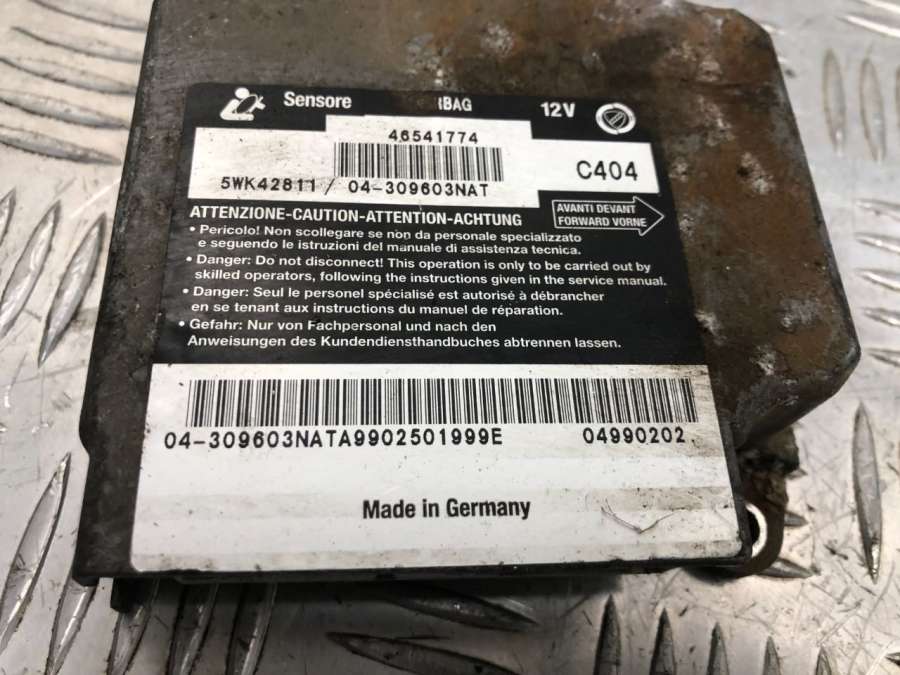 Sensore IBAG 12V
46541774
C404
5WK42811 / 04-309603NAT
ATTENZIONE-CAUTION-ATTENTION-ACHTUNG
AVANTI DEVANT
FORWARD VORNE
• Pericolo! Non scollegare se non da personale specializzato
e seguendo le istruzioni del manuale di assistenza tecnica.
• Danger: Do not disconnect! This operation is only to be carried out by
skilled operators, following the instructions given in the service manual.
• Danger: Seul le personel spécialisé est autorisé à débrancher
en se tenant aux instructions du manuel de réparation.
• Gefahr: Nur von Fachpersonal und nach den
Anweisungen des Kundendiensthandbuches abtrennen lassen.
04-309603NATA9902501999E 04990202
Made in Germany